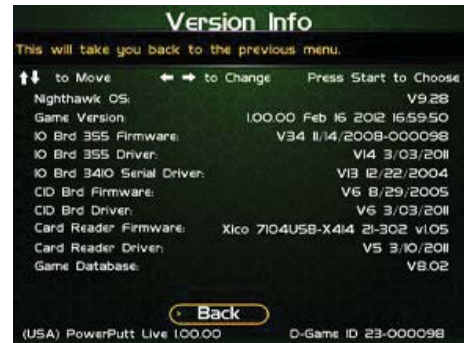 Version Info
This will take you back to the previous menu.
↑↓ to Move ← → to Change Press Start to Choose
Nighthawk OS: V9.28
Game Version: 1.00.00 Feb 16 2012 16:59:50
IO Brd 355 Firmware: V34 11/14/2008-000098
IO Brd 355 Driver: V14 3/03/2011
IO Brd 3410 Serial Driver: V13 12/22/2004
CID Brd Firmware: V6 8/29/2005
CID Brd Driver: V6 3/03/2011
Card Reader Firmware: Xico 7104USB-X414 21-302 v1.05
Card Reader Driver: V5 3/10/2011
Game Database: V8.02
Back
(USA) PowerPutt Live 1.00.00 D-Game ID 23-000098